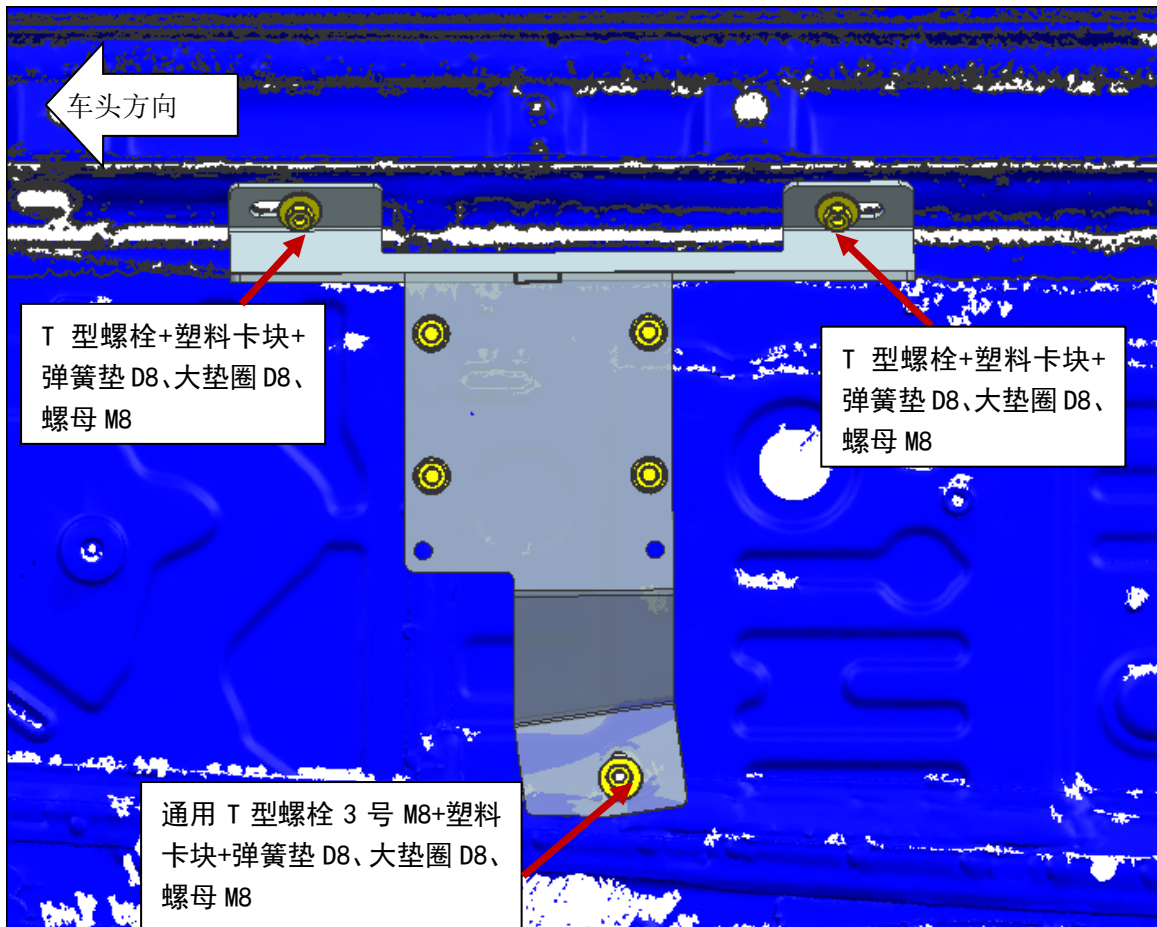 车头方向
T 型螺栓+塑料卡块+
弹簧垫 D8、大垫圈 D8、
螺母 M8
T 型螺栓+塑料卡块+
弹簧垫 D8、大垫圈 D8、
螺母 M8
通用 T 型螺栓 3 号 M8+塑料
卡块+弹簧垫 D8、大垫圈 D8、
螺母 M8